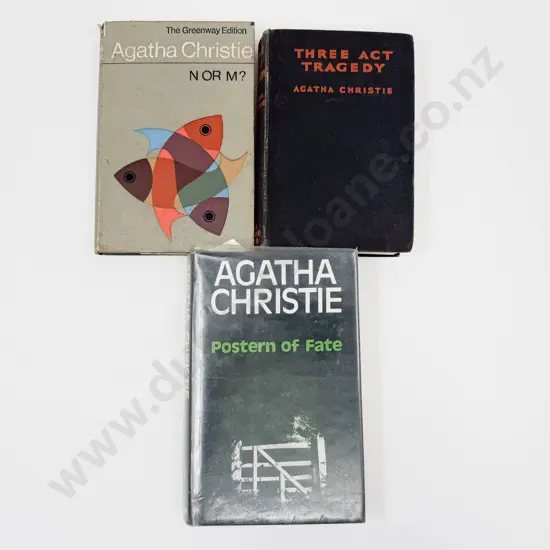 The Greenway Edition
Agatha Christie
N OR M?
THREE ACT
TRAGEDY
AGATHA CHRISTIE
AGATHA
CHRISTIE
Postern of Fate